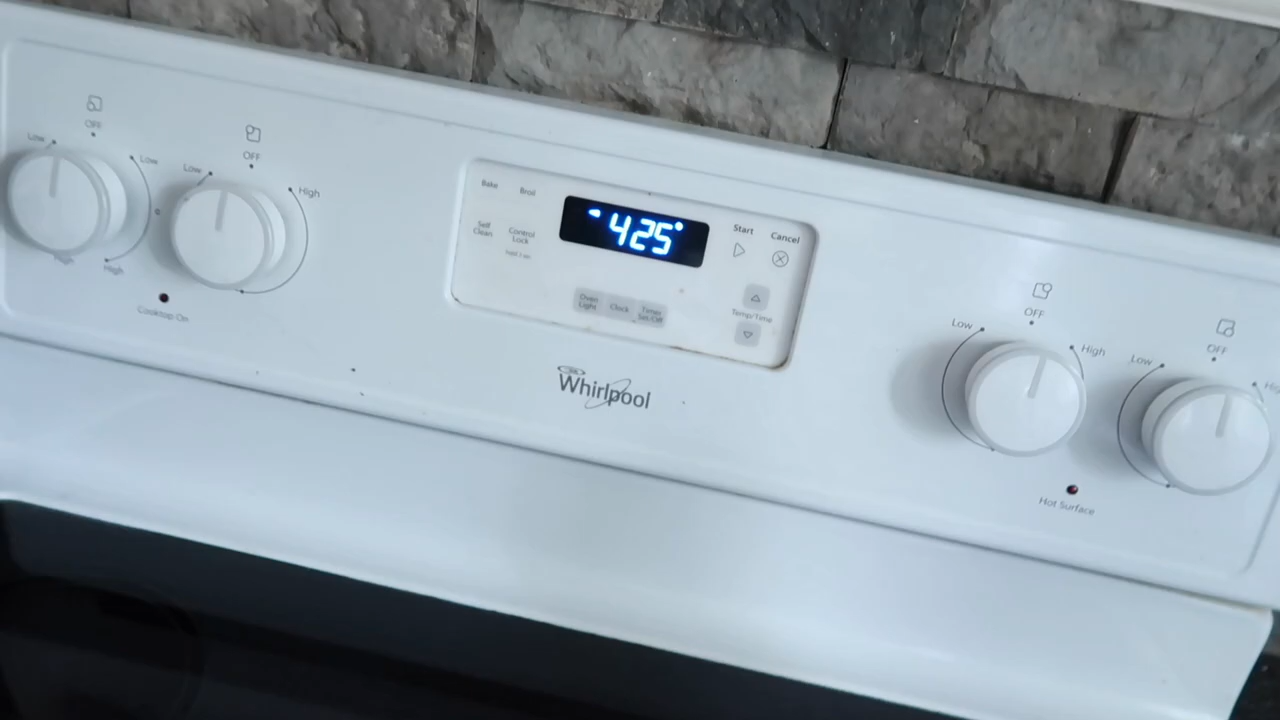 OFF
Low
Low
High
Cooktop On
OFF
Low
High
Bake
Broil
Self
Clean
Control
Lock
425°
Start
Cancel
Oven
Light
Clock
Timer
Set/Off
Temp/Time
Whirlpool
OFF
Low
High
Hot Surface
OFF
Low